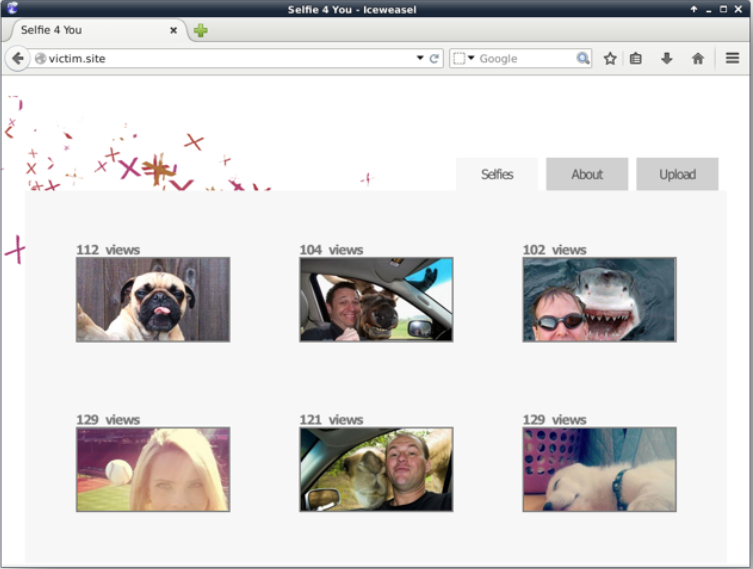 Selfie 4 You - Iceweasel
Selfie 4 You
victim.site
Google
Selfies About Upload
112 views 104 views 102 views
129 views 121 views 129 views